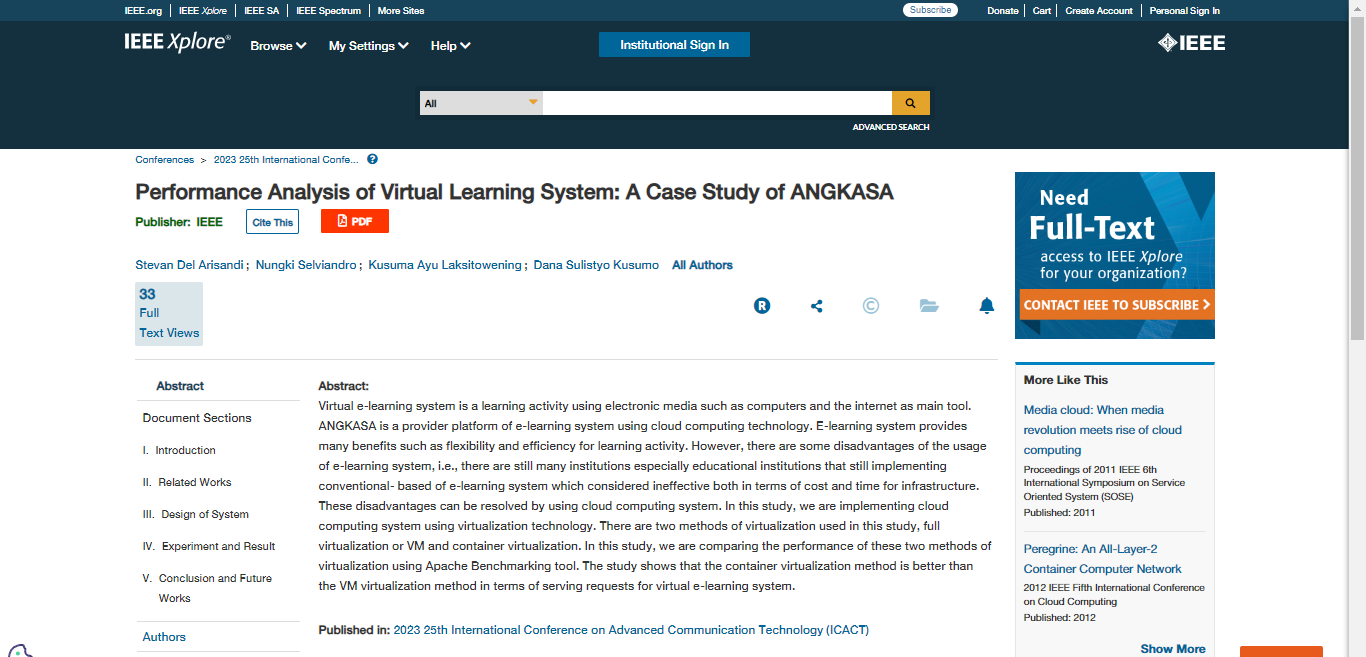 IEEE.org IEEE Xplore IEEE SA IEEE Spectrum More Sites Subscribe Donate Cart Create Account Personal Sign In
IEEE Xplore® Browse My Settings Help Institutional Sign In IEEE
All
ADVANCED SEARCH
Conferences > 2023 25th International Confe... ?
Performance Analysis of Virtual Learning System: A Case Study of ANGKASA
Publisher: IEEE Cite This PDF
Stevan Del Arisandi ; Nungki Selviandro ; Kusuma Ayu Laksitowening ; Dana Sulistyo Kusumo All Authors
33
Full
Text Views
R ©
Need
Full-Text
access to IEEE Xplore
for your organization?
CONTACT IEEE TO SUBSCRIBE >
Abstract
Document Sections
I. Introduction
II. Related Works
III. Design of System
IV. Experiment and Result
V. Conclusion and Future
Works
Authors
Abstract:
Virtual e-learning system is a learning activity using electronic media such as computers and the internet as main tool.
ANGKASA is a provider platform of e-learning system using cloud computing technology. E-learning system provides
many benefits such as flexibility and efficiency for learning activity. However, there are some disadvantages of the usage
of e-learning system, i.e., there are still many institutions especially educational institutions that still implementing
conventional- based of e-learning system which considered ineffective both in terms of cost and time for infrastructure.
These disadvantages can be resolved by using cloud computing system. In this study, we are implementing cloud
computing system using virtualization technology. There are two methods of virtualization used in this study, full
virtualization or VM and container virtualization. In this study, we are comparing the performance of these two methods of
virtualization using Apache Benchmarking tool. The study shows that the container virtualization method is better than
the VM virtualization method in terms of serving requests for virtual e-learning system.
Published in: 2023 25th International Conference on Advanced Communication Technology (ICACT)
More Like This
Media cloud: When media
revolution meets rise of cloud
computing
Proceedings of 2011 IEEE 6th
International Symposium on Service
Oriented System (SOSE)
Published: 2011
Peregrine: An All-Layer-2
Container Computer Network
2012 IEEE Fifth International Conference
on Cloud Computing
Published: 2012
Show More